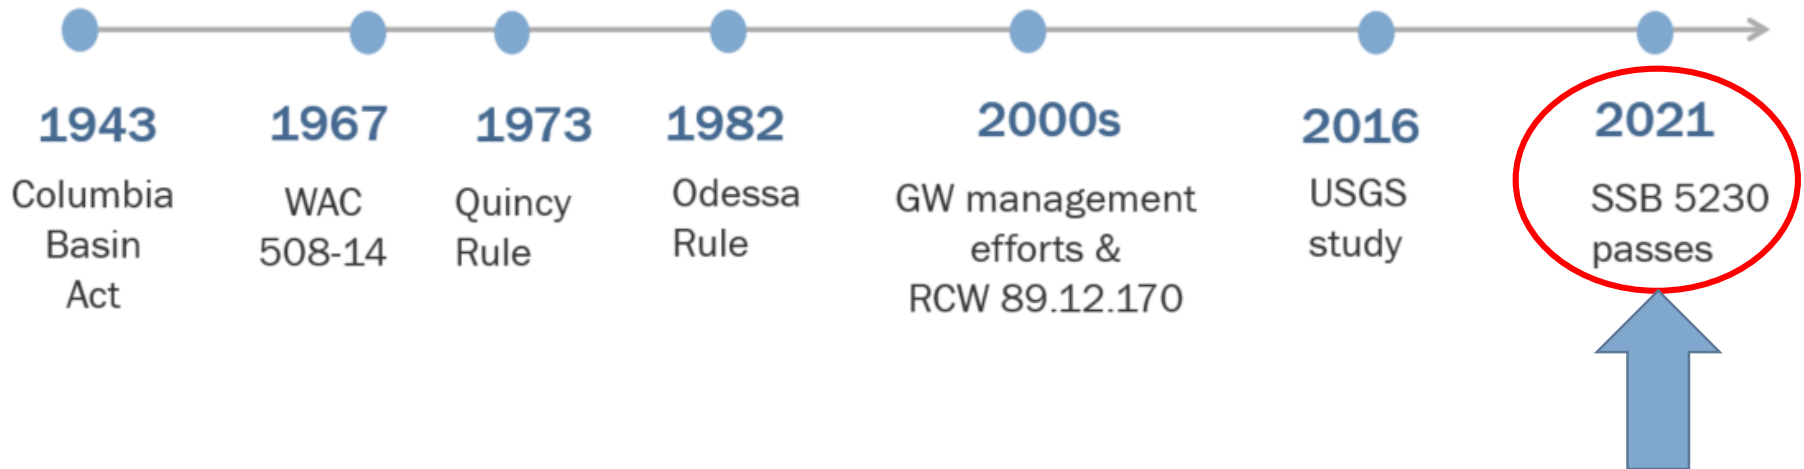 1943
Columbia
Basin
Act
1967
WAC
508-14
1973
Quincy
Rule
1982
Odessa
Rule
2000s
GW management
efforts &
RCW 89.12.170
2016
USGS
study
2021
SSB 5230
passes